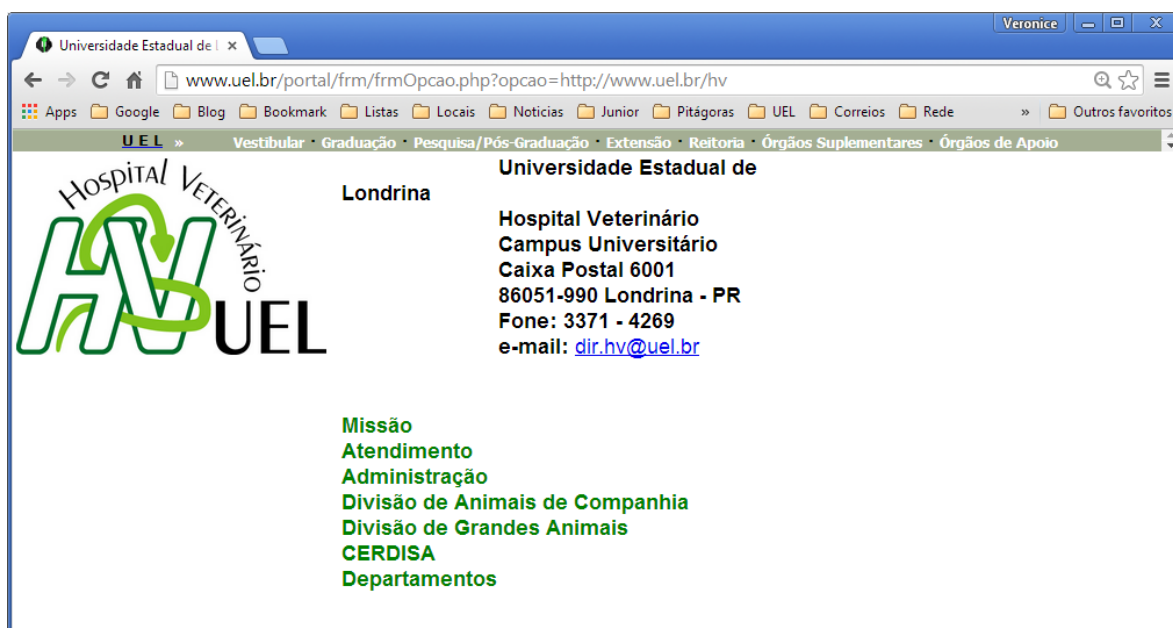 Veronice
Universidade Estadual de L
www.uel.br/portal/frm/frmOpcao.php?opcao=http://www.uel.br/hv
Apps Google Blog Bookmark Listas Locais Noticias Junior Pitágoras UEL Correios Rede » Outros favoritos
UEL » Vestibular · Graduação · Pesquisa/Pós-Graduação · Extensão · Reitoria · Órgãos Suplementares · Órgãos de Apoio
HOSPITAL VETERINÁRIO
HV UEL
Universidade Estadual de
Londrina
Hospital Veterinário
Campus Universitário
Caixa Postal 6001
86051-990 Londrina - PR
Fone: 3371 - 4269
e-mail: dir.hv@uel.br
Missão
Atendimento
Administração
Divisão de Animais de Companhia
Divisão de Grandes Animais
CERDISA
Departamentos